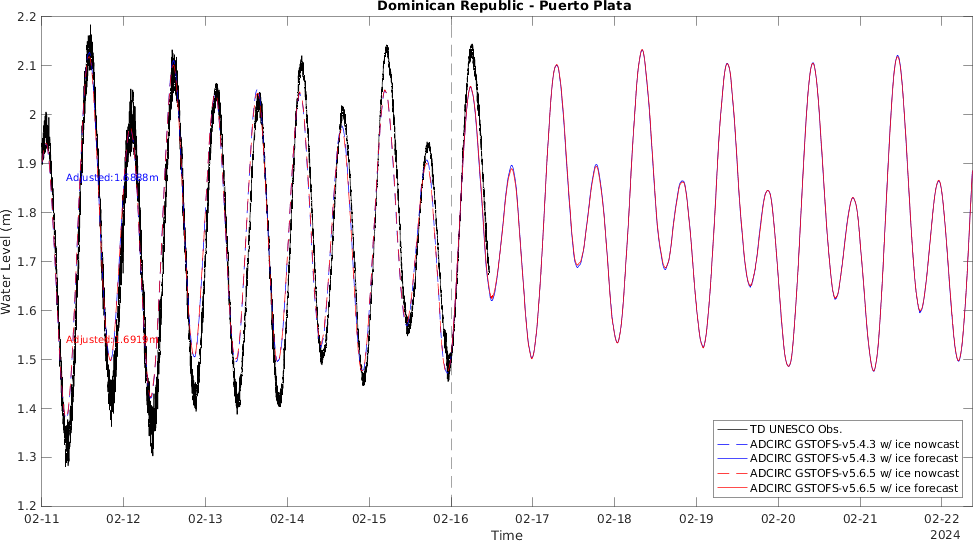 Dominican Republic - Puerto Plata
2.2
2.1
2
1.9
1.8
1.7
1.6
1.5
1.4
1.3
1.2
Water Level (m)
Adjusted:1.6838m
Adjusted:1.6919m
TD UNESCO Obs.
ADCIRC GSTOFS-v5.4.3 w/ ice nowcast
ADCIRC GSTOFS-v5.4.3 w/ ice forecast
ADCIRC GSTOFS-v5.6.5 w/ ice nowcast
ADCIRC GSTOFS-v5.6.5 w/ ice forecast
02-11 02-12 02-13 02-14 02-15 02-16 02-17 02-18 02-19 02-20 02-21 02-22
Time
2024